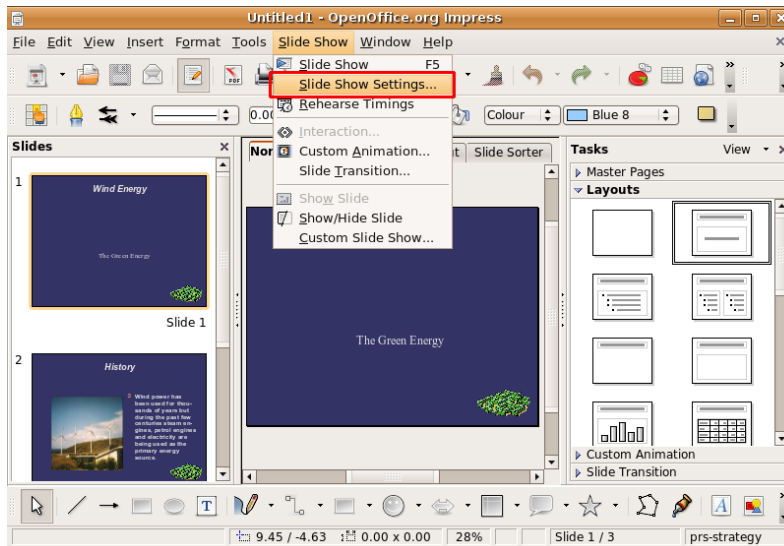 Untitled1 - OpenOffice.org Impress
File Edit View Insert Format Tools Slide Show Window Help
Slide Show F5
Slide Show Settings...
Rehearse Timings
Interaction...
Custom Animation...
Slide Transition...
Show Slide
Show/Hide Slide
Custom Slide Show...
0.00
Colour
Blue 8
Slides
1
Wind Energy
The Green Energy
Slide 1
2
History
Wind power has
been used for thou-
sands of years but
during the past few
centuries steam en-
gines, petrol engines
and electricity are
being used as the
primary energy
source.
Nor
t
Slide Sorter
The Green Energy
Tasks
View
Master Pages
Layouts
Custom Animation
Slide Transition
T
A
9.45 / -4.63
0.00 x 0.00
28%
Slide 1 / 3
prs-strategy